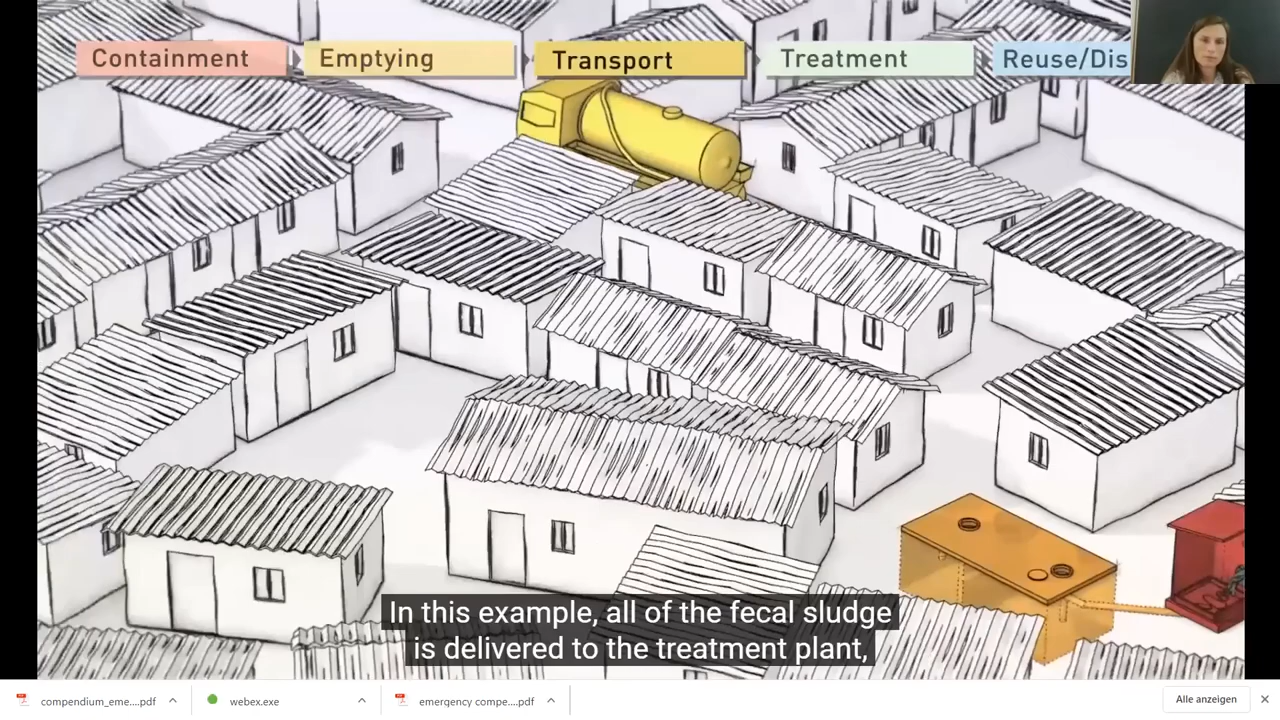 Containment
Emptying
Transport
Treatment
Reuse/Dis
In this example, all of the fecal sludge
is delivered to the treatment plant,
compendium_eme....pdf
webex.exe
emergency compe....pdf
Alle anzeigen